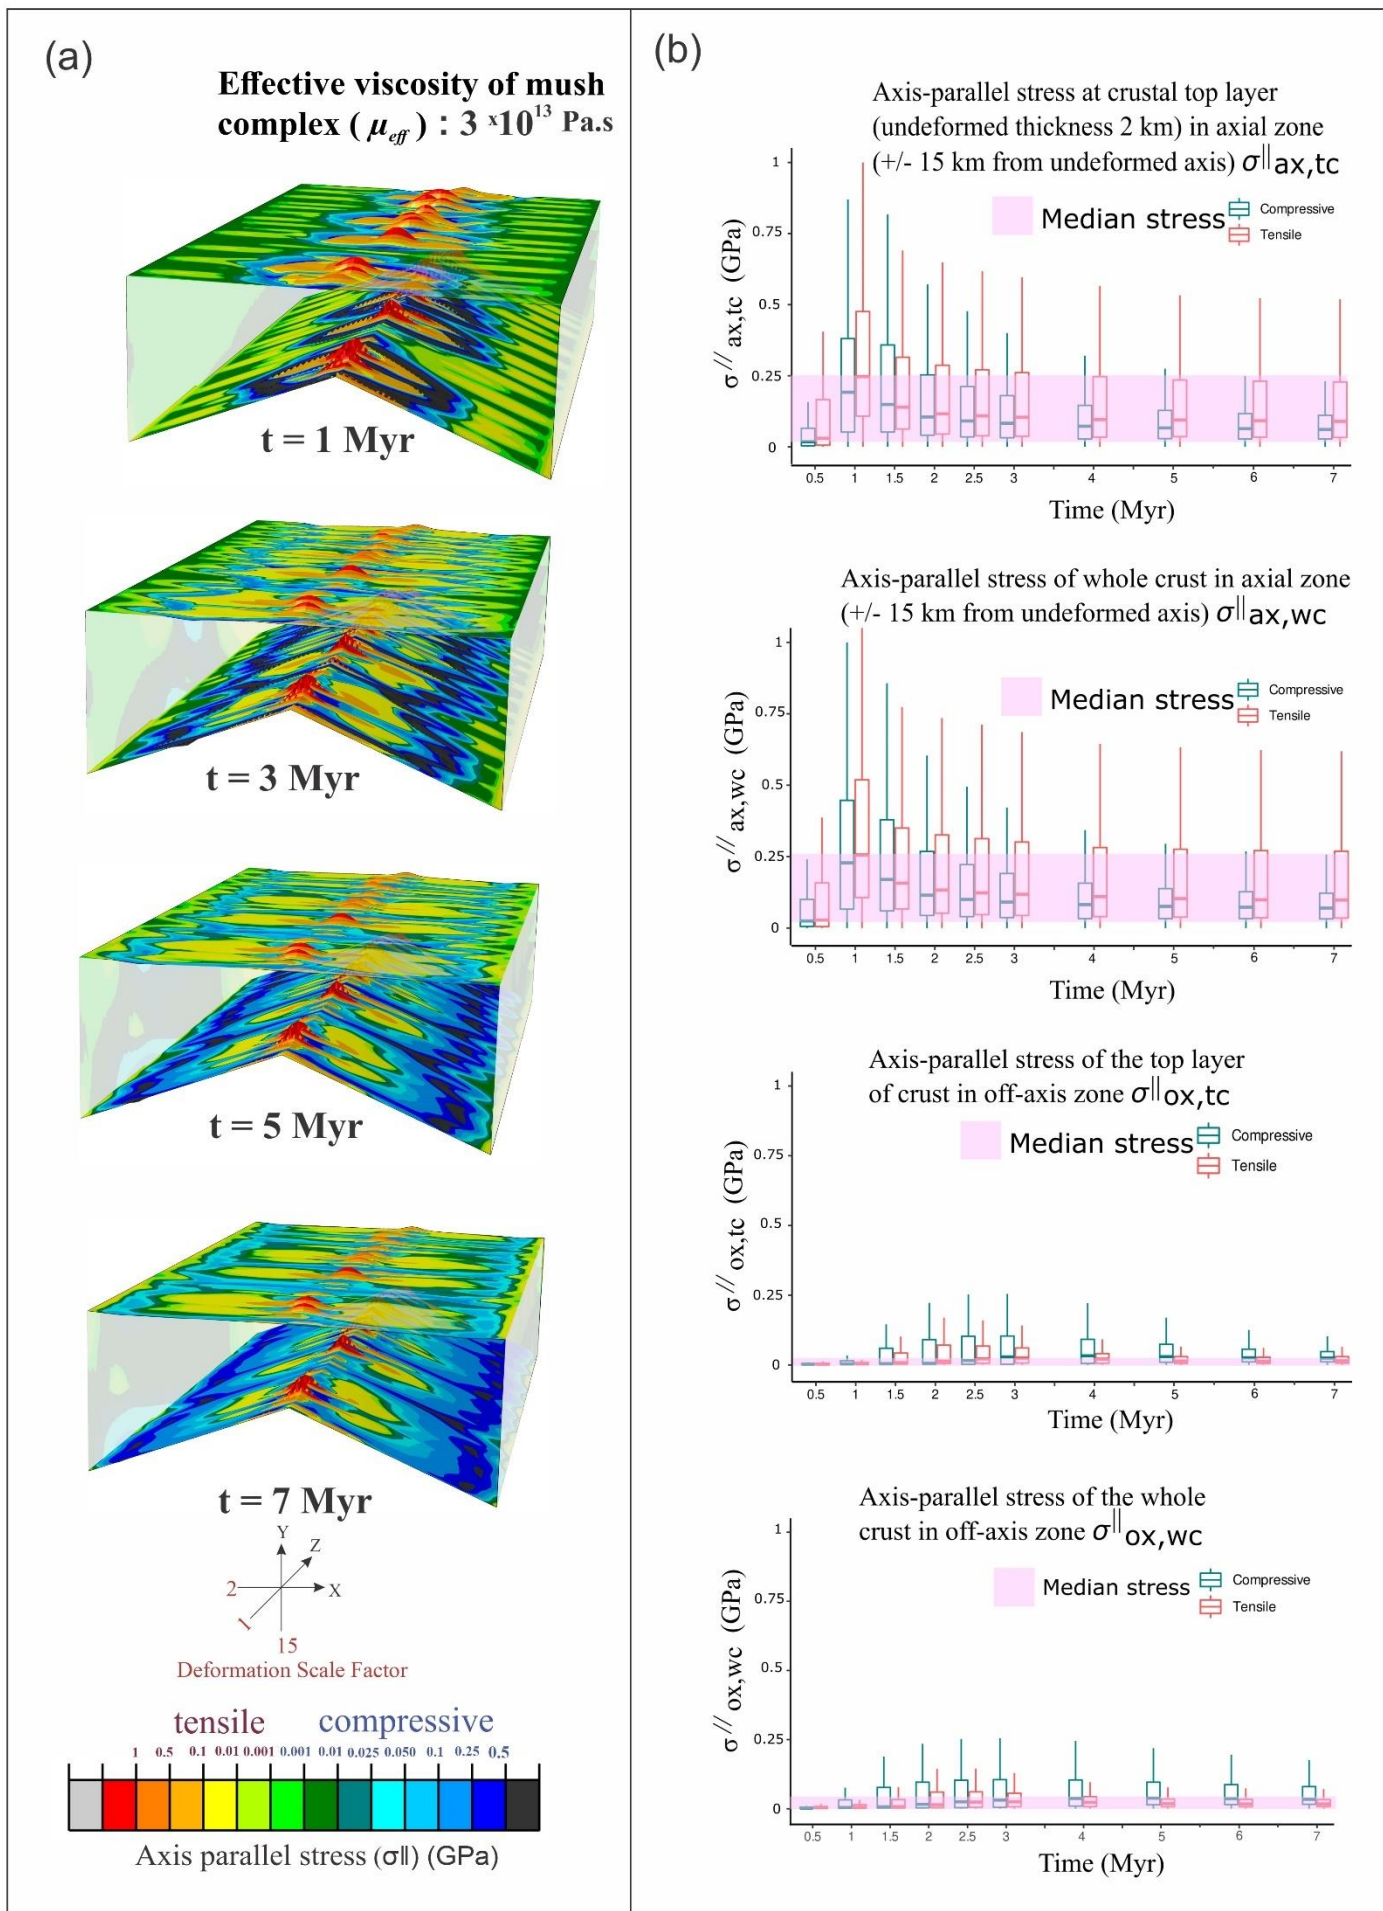 (a)
Effective viscosity of mush
complex ( μeff ) : 3 x10^13 Pa.s
t = 1 Myr
t = 3 Myr
t = 5 Myr
t = 7 Myr
Y
Z
2
X
1
15
Deformation Scale Factor
tensile compressive
1 0.5 0.1 0.01 0.001 0.001 0.01 0.025 0.050 0.1 0.25 0.5
Axis parallel stress (σ‖) (GPa)
(b)
Axis-parallel stress at crustal top layer
(undeformed thickness 2 km) in axial zone
(+/- 15 km from undeformed axis) σ‖ax,tc
Median stress
Compressive
Tensile
σ// ax,tc (GPa)
1
0.75
0.5
0.25
0
0.5 1 1.5 2 2.5 3 4 5 6 7
Time (Myr)
Axis-parallel stress of whole crust in axial zone
(+/- 15 km from undeformed axis) σ‖ax,wc
Median stress
Compressive
Tensile
σ// ax,wc (GPa)
1
0.75
0.5
0.25
0
0.5 1 1.5 2 2.5 3 4 5 6 7
Time (Myr)
Axis-parallel stress of the top layer
of crust in off-axis zone σ‖ox,tc
Median stress
Compressive
Tensile
σ// ox,tc (GPa)
1
0.75
0.5
0.25
0
0.5 1 1.5 2 2.5 3 4 5 6 7
Time (Myr)
Axis-parallel stress of the whole
crust in off-axis zone σ‖ox,wc
Median stress
Compressive
Tensile
σ// ox,wc (GPa)
1
0.75
0.5
0.25
0
0.5 1 1.5 2 2.5 3 4 5 6 7
Time (Myr)